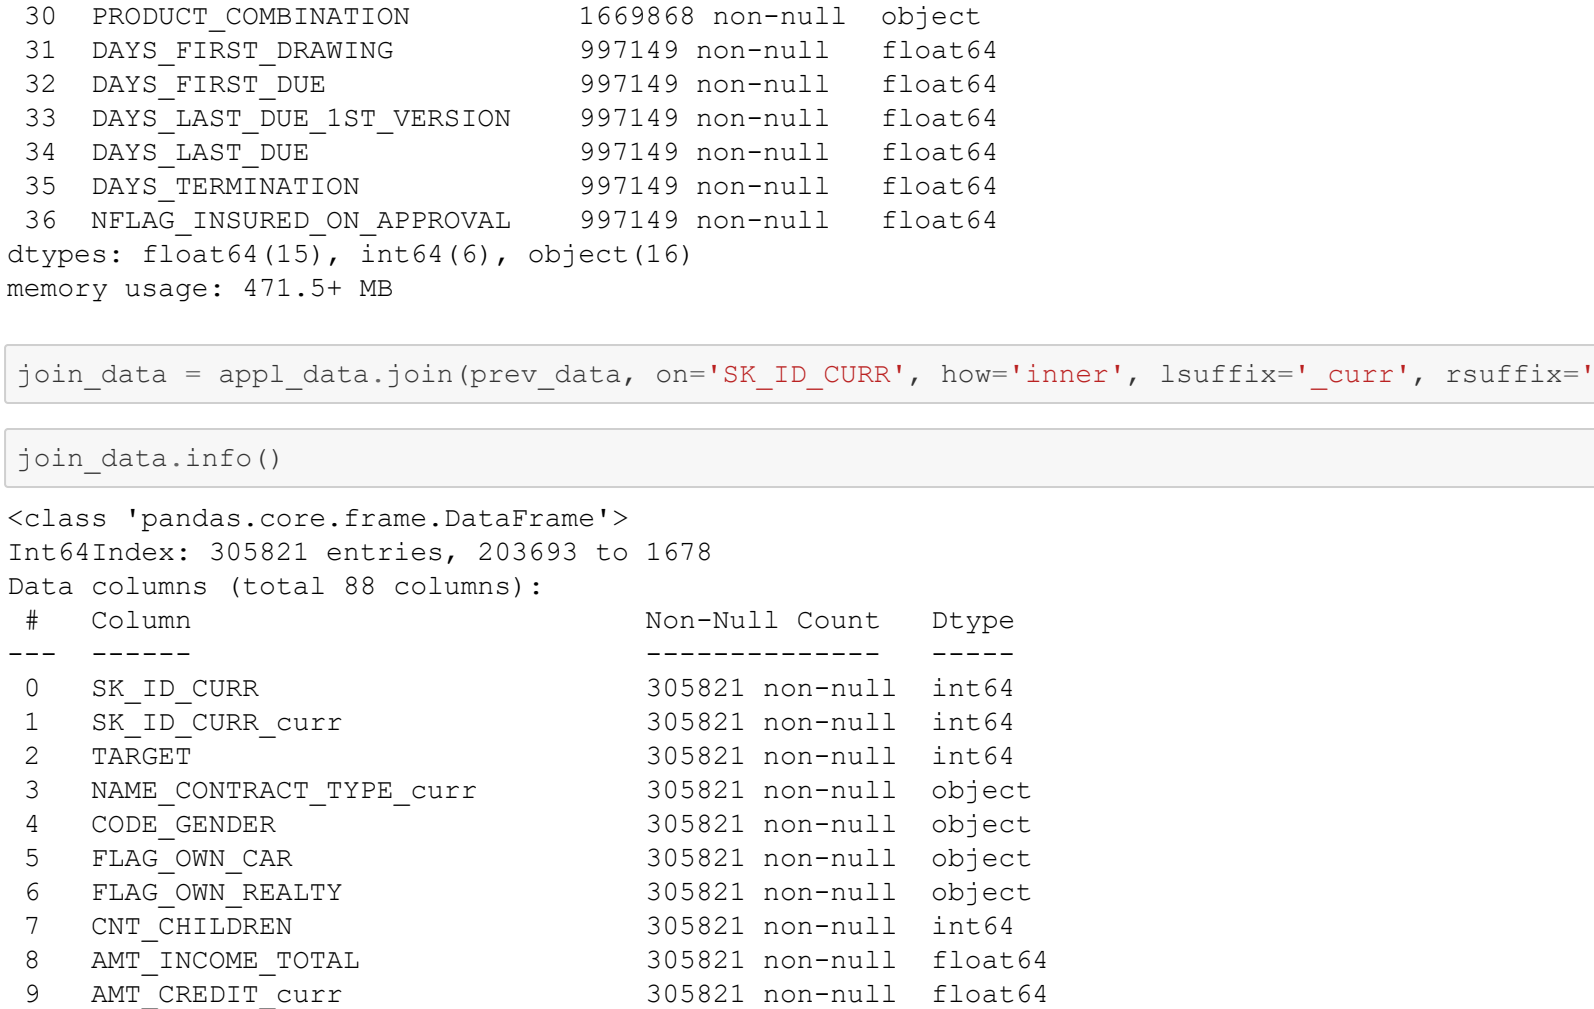 30 PRODUCT_COMBINATION 1669868 non-null object
31 DAYS_FIRST_DRAWING 997149 non-null float64
32 DAYS_FIRST_DUE 997149 non-null float64
33 DAYS_LAST_DUE_1ST_VERSION 997149 non-null float64
34 DAYS_LAST_DUE 997149 non-null float64
35 DAYS_TERMINATION 997149 non-null float64
36 NFLAG_INSURED_ON_APPROVAL 997149 non-null float64
dtypes: float64(15), int64(6), object(16)
memory usage: 471.5+ MB
join_data = appl_data.join(prev_data, on='SK_ID_CURR', how='inner', lsuffix='_curr', rsuffix='
join_data.info()
<class 'pandas.core.frame.DataFrame'>
Int64Index: 305821 entries, 203693 to 1678
Data columns (total 88 columns):
# Column Non-Null Count Dtype
--- ------ -------------- -----
0 SK_ID_CURR 305821 non-null int64
1 SK_ID_CURR_curr 305821 non-null int64
2 TARGET 305821 non-null int64
3 NAME_CONTRACT_TYPE_curr 305821 non-null object
4 CODE_GENDER 305821 non-null object
5 FLAG_OWN_CAR 305821 non-null object
6 FLAG_OWN_REALTY 305821 non-null object
7 CNT_CHILDREN 305821 non-null int64
8 AMT_INCOME_TOTAL 305821 non-null float64
9 AMT_CREDIT_curr 305821 non-null float64